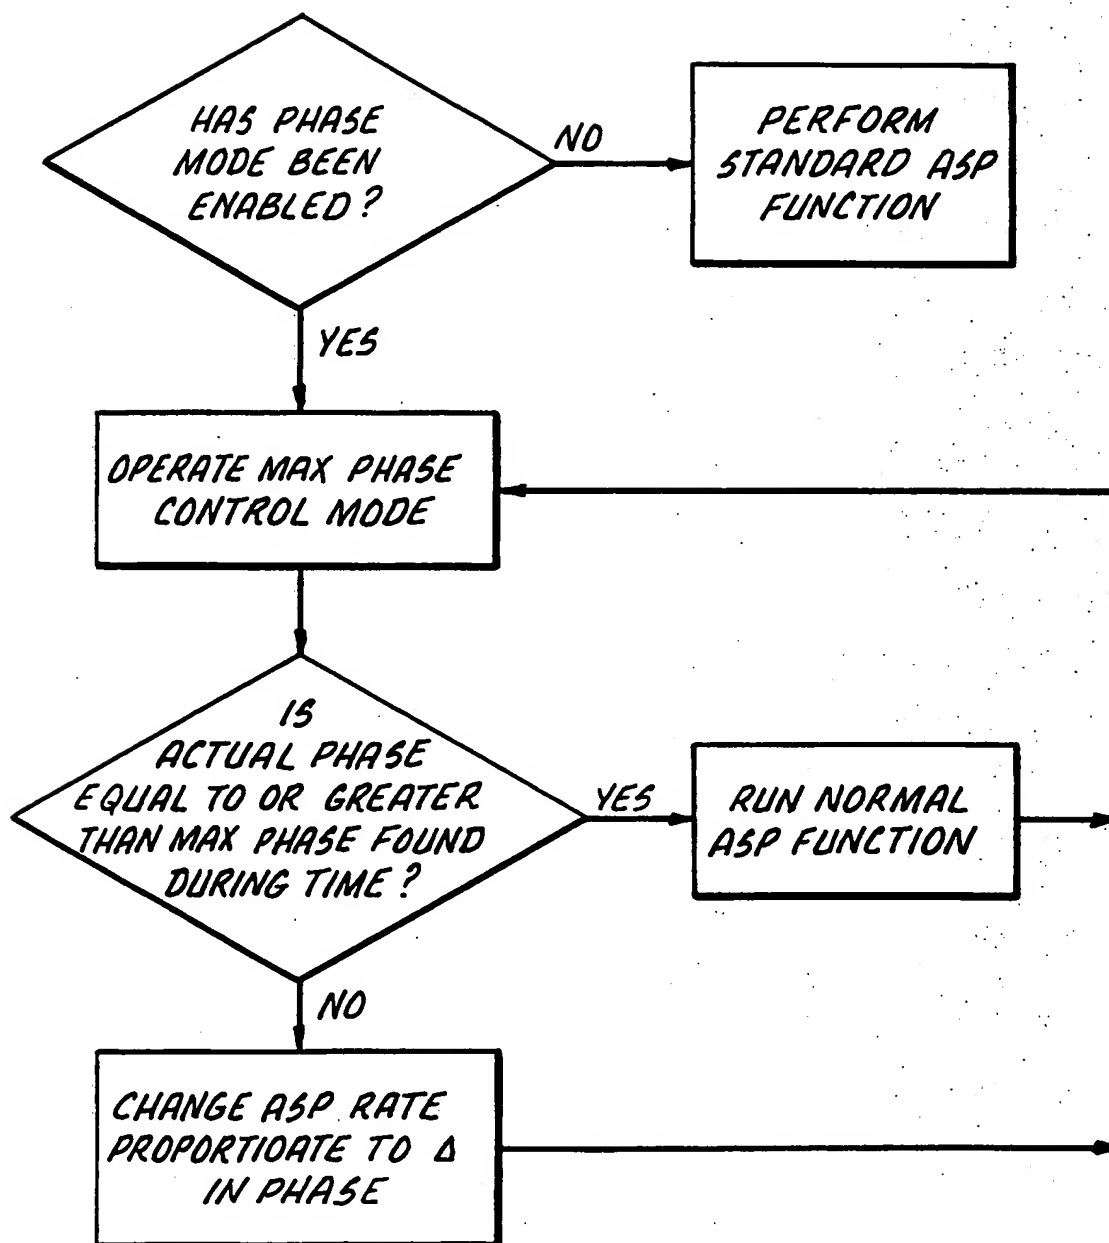 HAS PHASE
MODE BEEN
ENABLED?
NO
PERFORM
STANDARD ASP
FUNCTION
YES
OPERATE MAX PHASE
CONTROL MODE
IS
ACTUAL PHASE
EQUAL TO OR GREATER
THAN MAX PHASE FOUND
DURING TIME?
YES
RUN NORMAL
ASP FUNCTION
NO
CHANGE ASP RATE
PROPORTIOATE TO Δ
IN PHASE